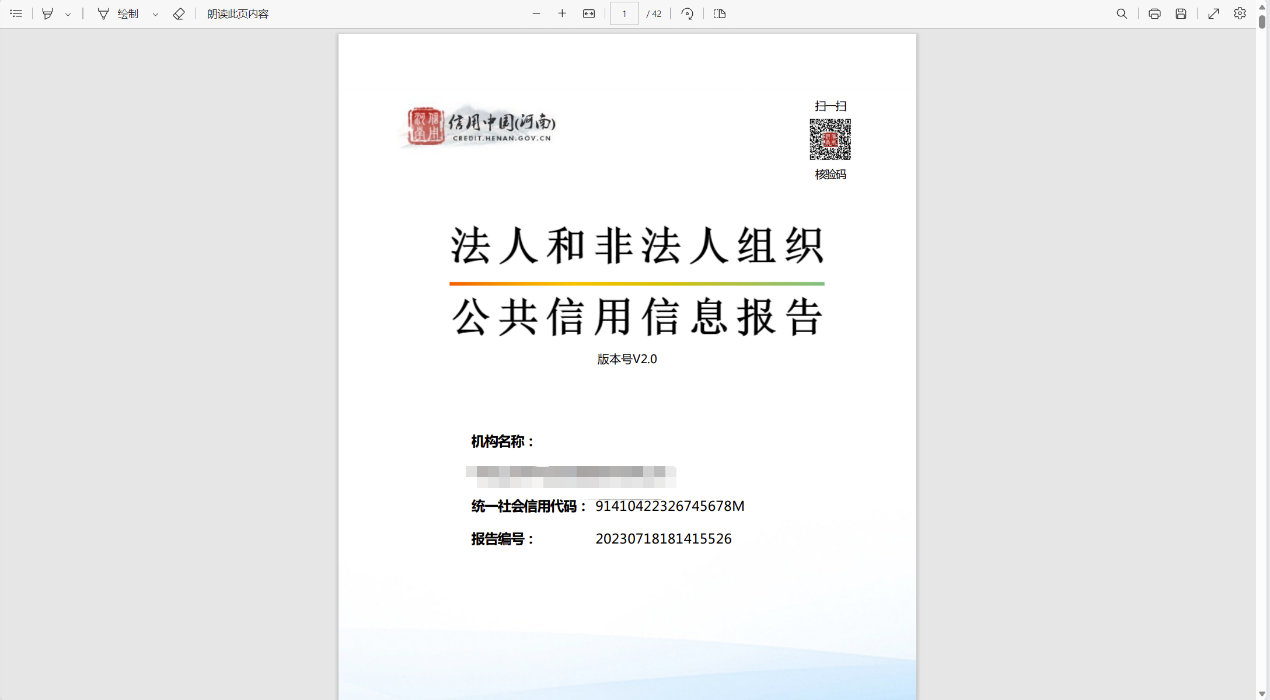 绘制
朗读此页内容
1 / 42
信用中国(河南)
CREDIT.HENAN.GOV.CN
扫一扫
核验码
法人和非法人组织
公共信用信息报告
版本号V2.0
机构名称：
统一社会信用代码： 91410422326745678M
报告编号： 20230718181415526